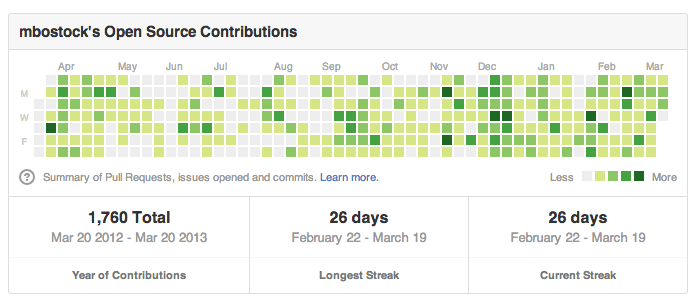 mbostock's Open Source Contributions
Apr May Jun Jul Aug Sep Oct Nov Dec Jan Feb Mar
M
W
F
? Summary of Pull Requests, issues opened and commits. Learn more. Less More
1,760 Total 26 days 26 days
Mar 20 2012 - Mar 20 2013 February 22 - March 19 February 22 - March 19
Year of Contributions Longest Streak Current Streak